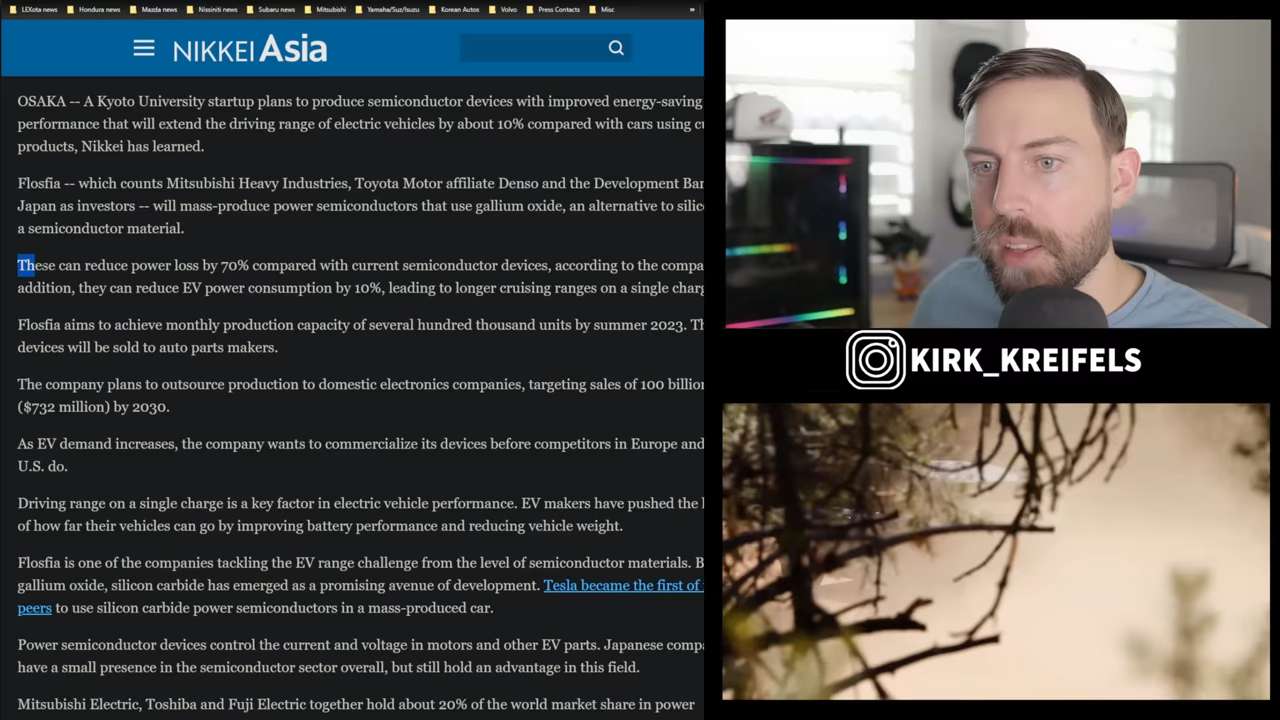 LEXota news Hondura news Mazda news Nissiniti news Subaru news Mitsubishi Yamaha/Suz/Isuzu Korean Autos Volvo Press Contacts Misc »
NIKKEI Asia
OSAKA -- A Kyoto University startup plans to produce semiconductor devices with improved energy-saving
performance that will extend the driving range of electric vehicles by about 10% compared with cars using
products, Nikkei has learned.
Flosfia -- which counts Mitsubishi Heavy Industries, Toyota Motor affiliate Denso and the Development
Japan as investors -- will mass-produce power semiconductors that use gallium oxide, an alternative to
a semiconductor material.
These can reduce power loss by 70% compared with current semiconductor devices, according to the
addition, they can reduce EV power consumption by 10%, leading to longer cruising ranges on a single
Flosfia aims to achieve monthly production capacity of several hundred thousand units by summer 2023.
devices will be sold to auto parts makers.
The company plans to outsource production to domestic electronics companies, targeting sales of 100
($732 million) by 2030.
As EV demand increases, the company wants to commercialize its devices before competitors in Europe and
U.S. do.
Driving range on a single charge is a key factor in electric vehicle performance. EV makers have pushed the
of how far their vehicles can go by improving battery performance and reducing vehicle weight.
Flosfia is one of the companies tackling the EV range challenge from the level of semiconductor materials.
gallium oxide, silicon carbide has emerged as a promising avenue of development. Tesla became the first of
peers to use silicon carbide power semiconductors in a mass-produced car.
Power semiconductor devices control the current and voltage in motors and other EV parts. Japanese
have a small presence in the semiconductor sector overall, but still hold an advantage in this field.
Mitsubishi Electric, Toshiba and Fuji Electric together hold about 20% of the world market share in power
KIRK_KREIFELS